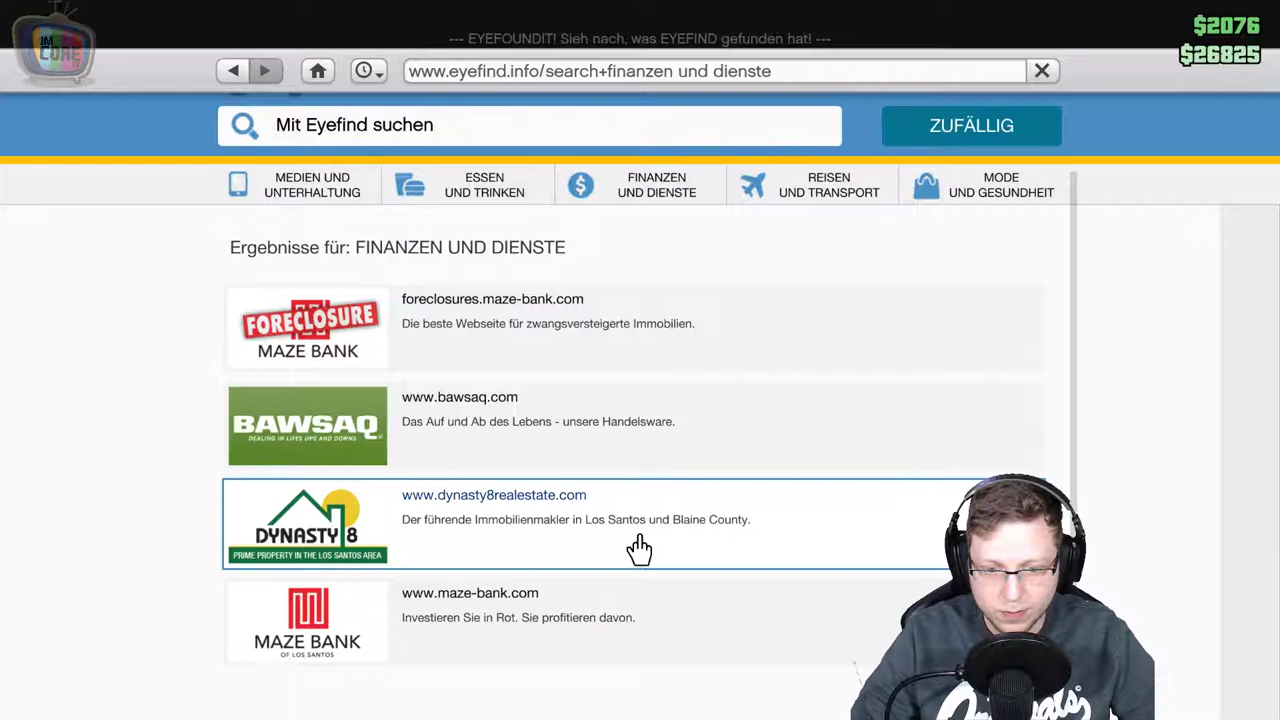 JM
CORE
TV
$2076
$26825
--- EYEFOUNDIT! Sieh nach, was EYEFIND gefunden hat! ---
www.eyefind.info/search+finanzen und dienste
Mit Eyefind suchen
ZUFÄLLIG
MEDIEN UND
UNTERHALTUNG
ESSEN
UND TRINKEN
FINANZEN
UND DIENSTE
REISEN
UND TRANSPORT
MODE
UND GESUNDHEIT
Ergebnisse für: FINANZEN UND DIENSTE
FORECLOSURE
MAZE BANK
foreclosures.maze-bank.com
Die beste Webseite für zwangsversteigerte Immobilien.
BAWSAQ
DEALING IN LIFES UPS AND DOWNS
www.bawsaq.com
Das Auf und Ab des Lebens - unsere Handelsware.
DYNASTY 8
PRIME PROPERTY IN THE LOS SANTOS AREA
www.dynasty8realestate.com
Der führende Immobilienmakler in Los Santos und Blaine County.
MAZE BANK
OF LOS SANTOS
www.maze-bank.com
Investieren Sie in Rot. Sie profitieren davon.